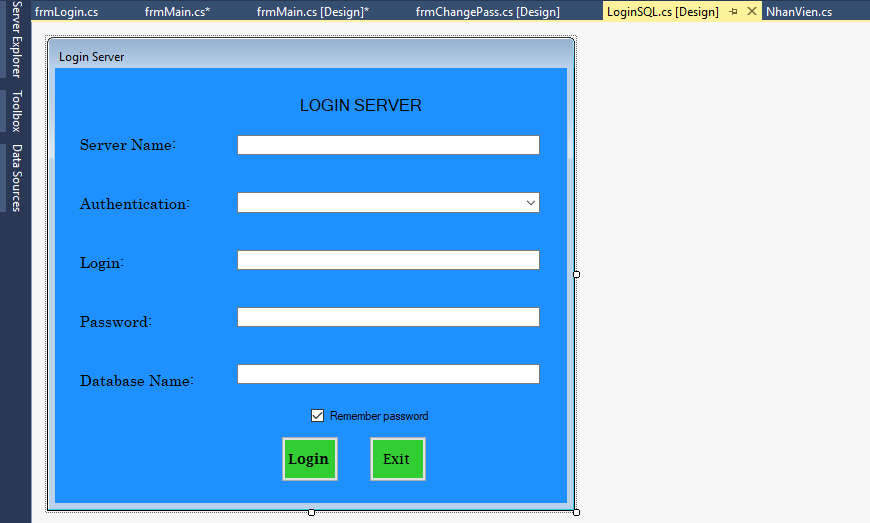 frmLogin.cs frmMain.cs* frmMain.cs [Design]* frmChangePass.cs [Design] LoginSQL.cs [Design] NhanVien.cs
Server Explorer
Toolbox
Data Sources
Login Server
LOGIN SERVER
Server Name:
Authentication:
Login:
Password:
Database Name:
Remember password
Login Exit